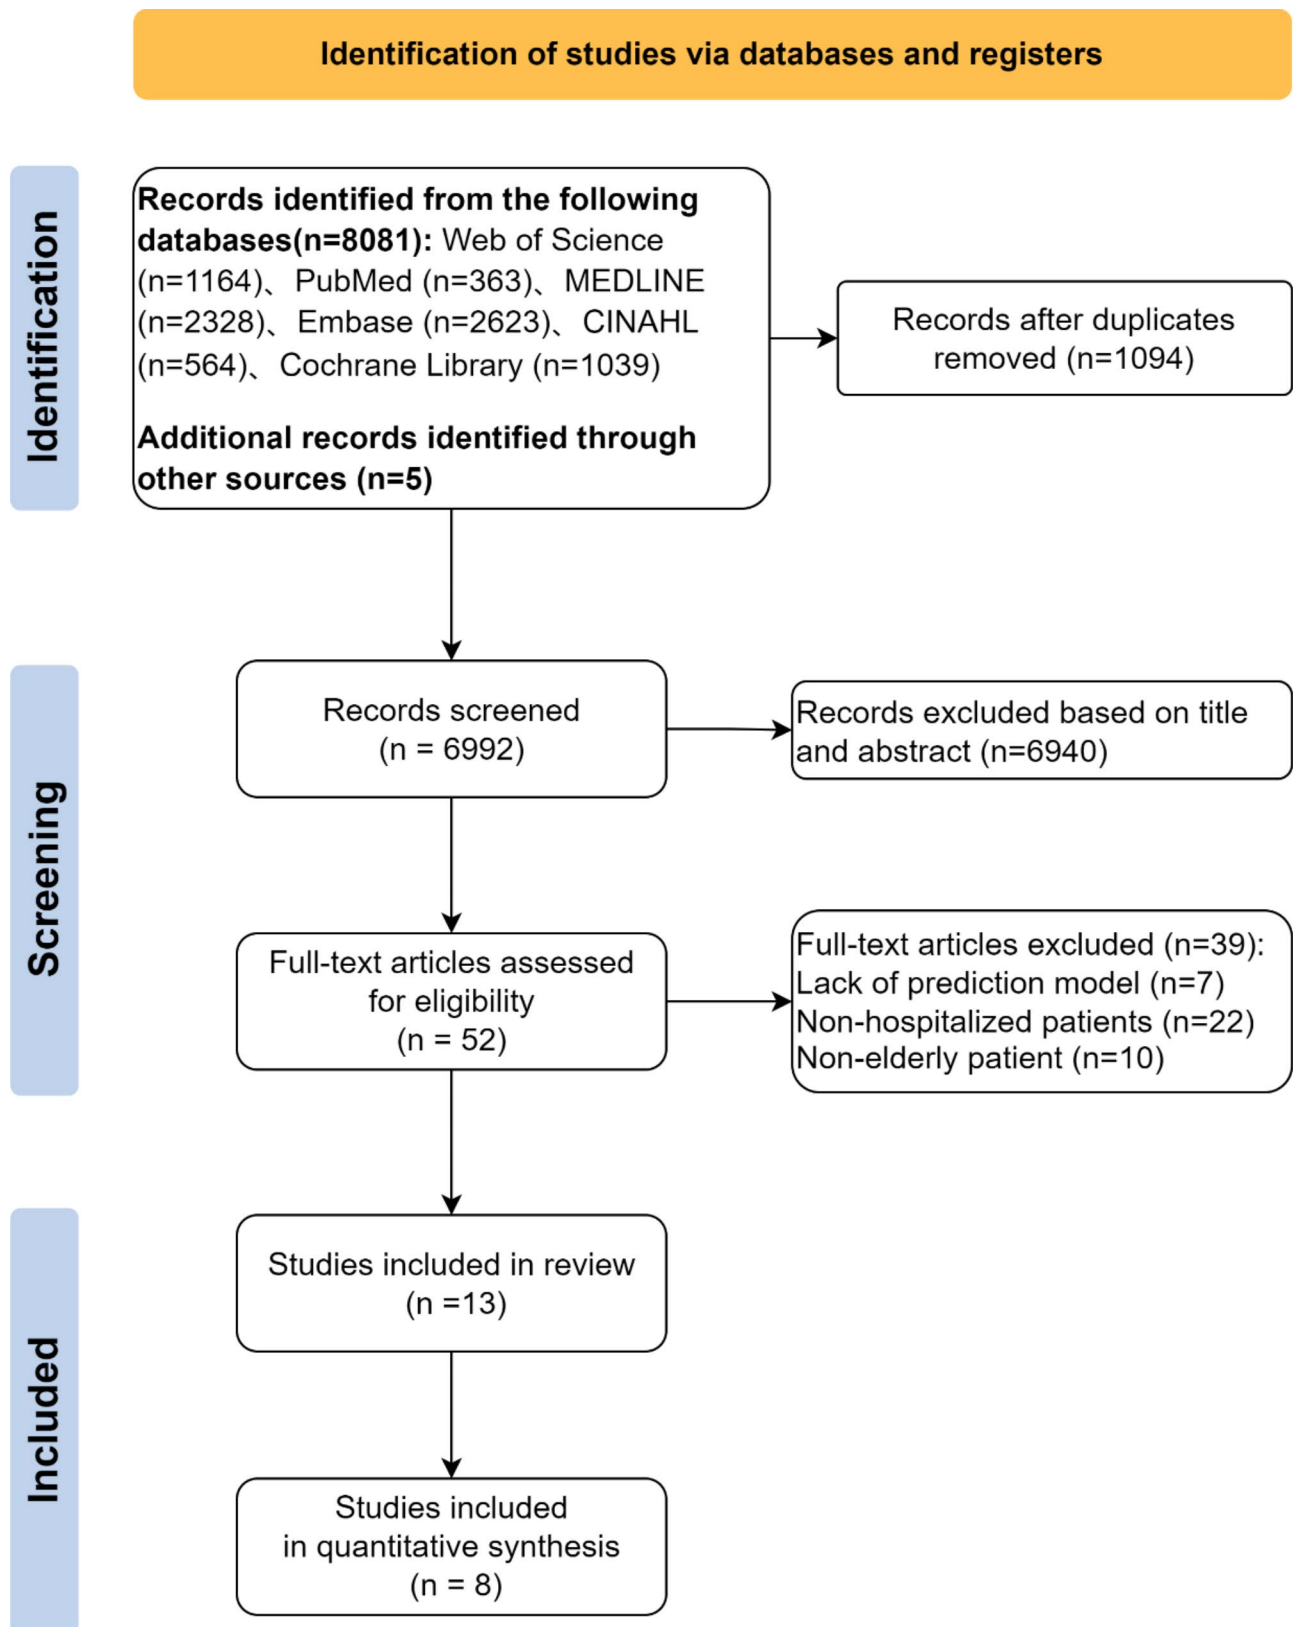 Identification of studies via databases and registers
Identification
Records identified from the following
databases(n=8081): Web of Science
(n=1164)、PubMed (n=363)、MEDLINE
(n=2328)、Embase (n=2623)、CINAHL
(n=564)、Cochrane Library (n=1039)
Additional records identified through
other sources (n=5)
Records after duplicates
removed (n=1094)
Screening
Records screened
(n = 6992)
Records excluded based on title
and abstract (n=6940)
Full-text articles assessed
for eligibility
(n = 52)
Full-text articles excluded (n=39):
Lack of prediction model (n=7)
Non-hospitalized patients (n=22)
Non-elderly patient (n=10)
Included
Studies included in review
(n =13)
Studies included
in quantitative synthesis
(n = 8)